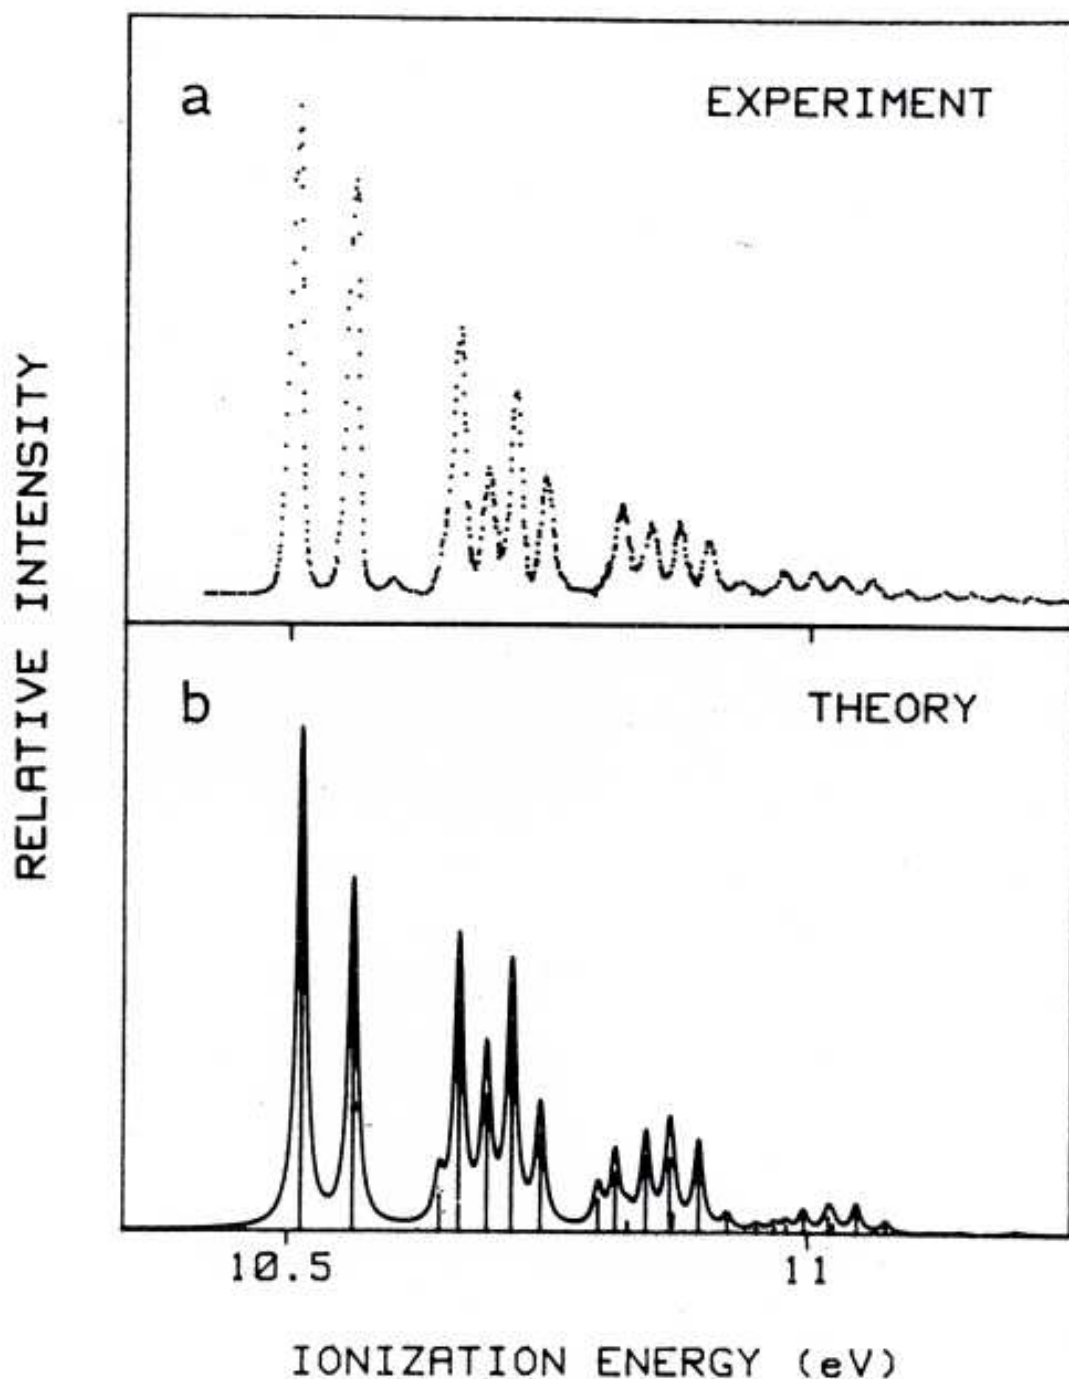 a
EXPERIMENT
RELATIVE INTENSITY
b
THEORY
10.5
11
IONIZATION ENERGY (eV)